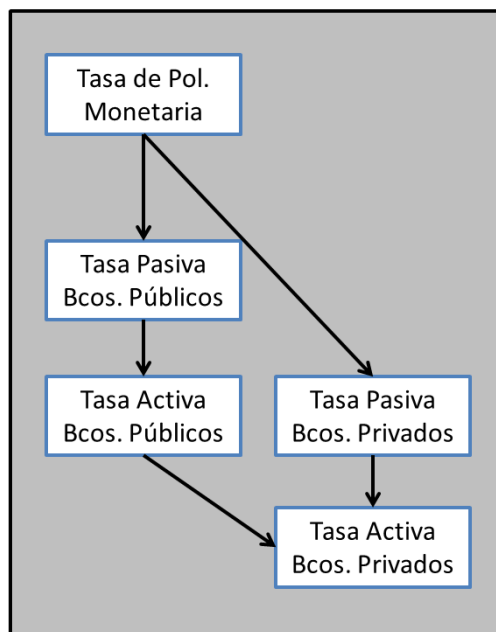 Tasa de Pol.
Monetaria
Tasa Pasiva
Bcos. Públicos
Tasa Activa
Bcos. Públicos
Tasa Pasiva
Bcos. Privados
Tasa Activa
Bcos. Privados